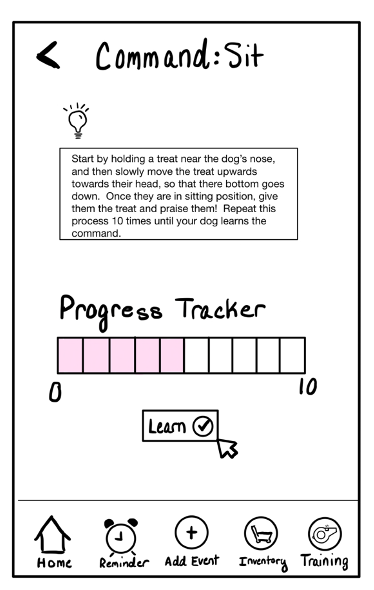 Command: Sit
Start by holding a treat near the dog's nose,
and then slowly move the treat upwards
towards their head, so that there bottom goes
down.  Once they are in sitting position, give
them the treat and praise them!  Repeat this
process 10 times until your dog learns the
command.
Progress Tracker
0 10
Learn
Home Reminder Add Event Inventory Training